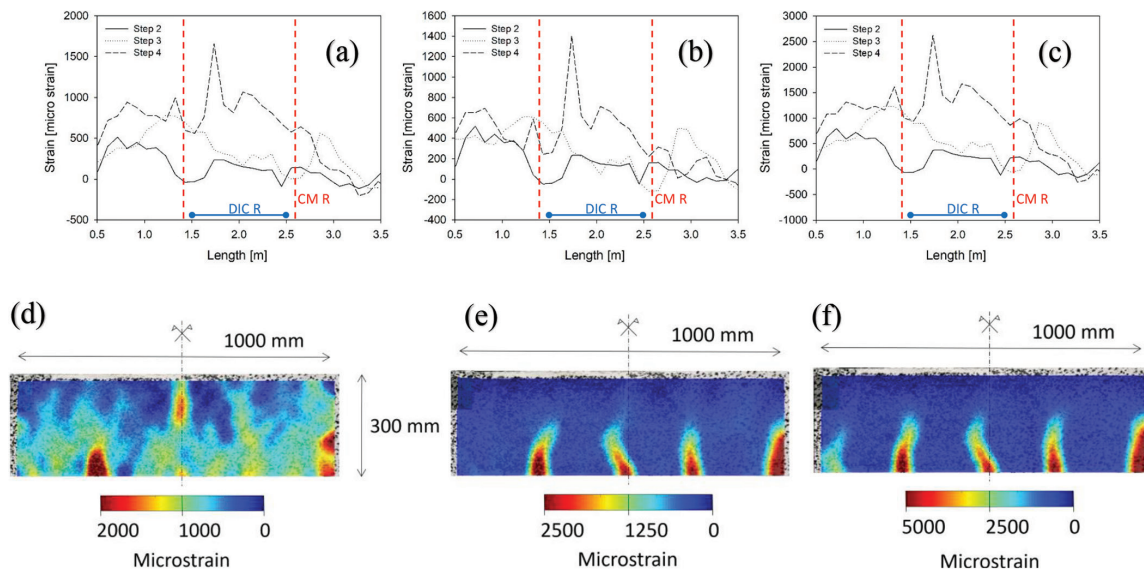 (a)
Step 2
Step 3
Step 4
2000
1500
1000
500
0
-500
Strain [micro strain]
0.5 1.0 1.5 2.0 2.5 3.0 3.5
Length [m]
DIC R
CM R
(b)
Step 2
Step 3
Step 4
1600
1400
1200
1000
800
600
400
200
0
-200
-400
Strain [micro strain]
0.5 1.0 1.5 2.0 2.5 3.0 3.5
Length [m]
DIC R
CM R
(c)
Step 2
Step 3
Step 4
3000
2500
2000
1500
1000
500
0
-500
-1000
Strain [micro strain]
0.5 1.0 1.5 2.0 2.5 3.0 3.5
Length [m]
DIC R
CM R
(d)
1000 mm
300 mm
2000 1000 0
Microstrain
(e)
1000 mm
2500 1250 0
Microstrain
(f)
1000 mm
5000 2500 0
Microstrain